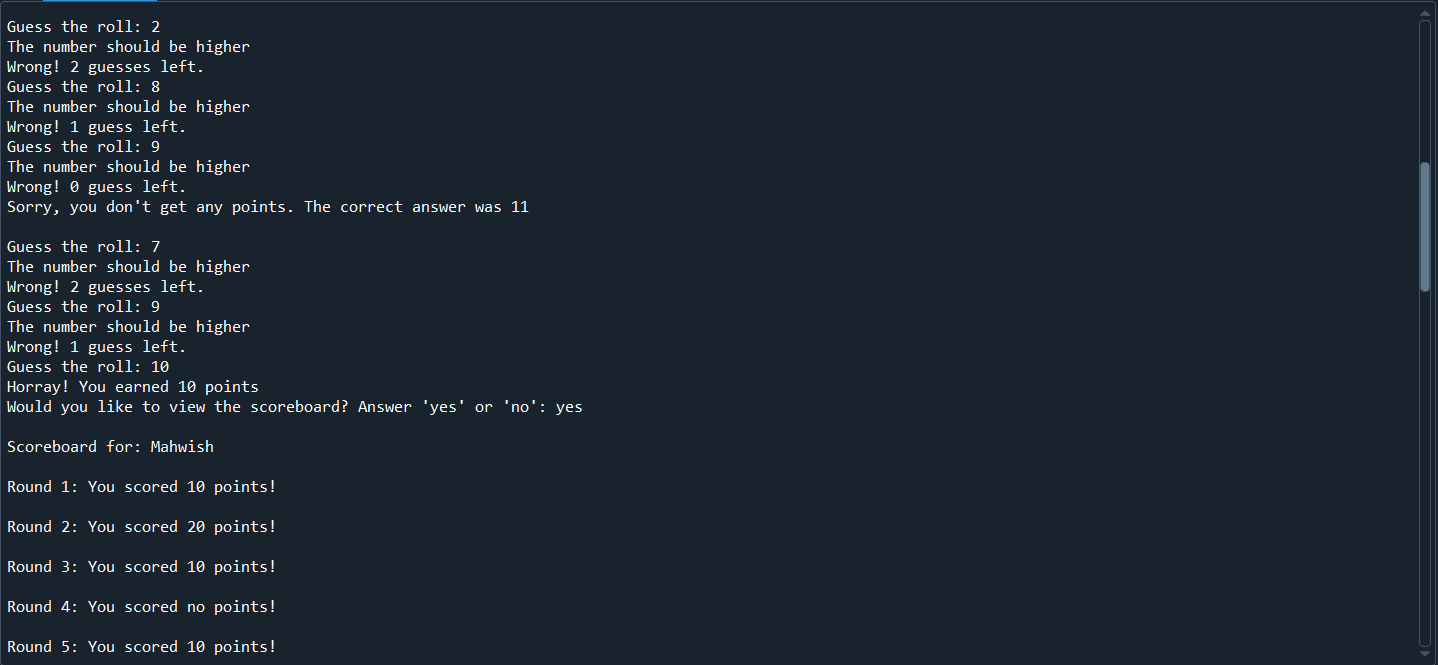 Guess the roll: 2
The number should be higher
Wrong! 2 guesses left.
Guess the roll: 8
The number should be higher
Wrong! 1 guess left.
Guess the roll: 9
The number should be higher
Wrong! 0 guess left.
Sorry, you don't get any points. The correct answer was 11
Guess the roll: 7
The number should be higher
Wrong! 2 guesses left.
Guess the roll: 9
The number should be higher
Wrong! 1 guess left.
Guess the roll: 10
Horray! You earned 10 points
Would you like to view the scoreboard? Answer 'yes' or 'no': yes
Scoreboard for: Mahwish
Round 1: You scored 10 points!
Round 2: You scored 20 points!
Round 3: You scored 10 points!
Round 4: You scored no points!
Round 5: You scored 10 points!